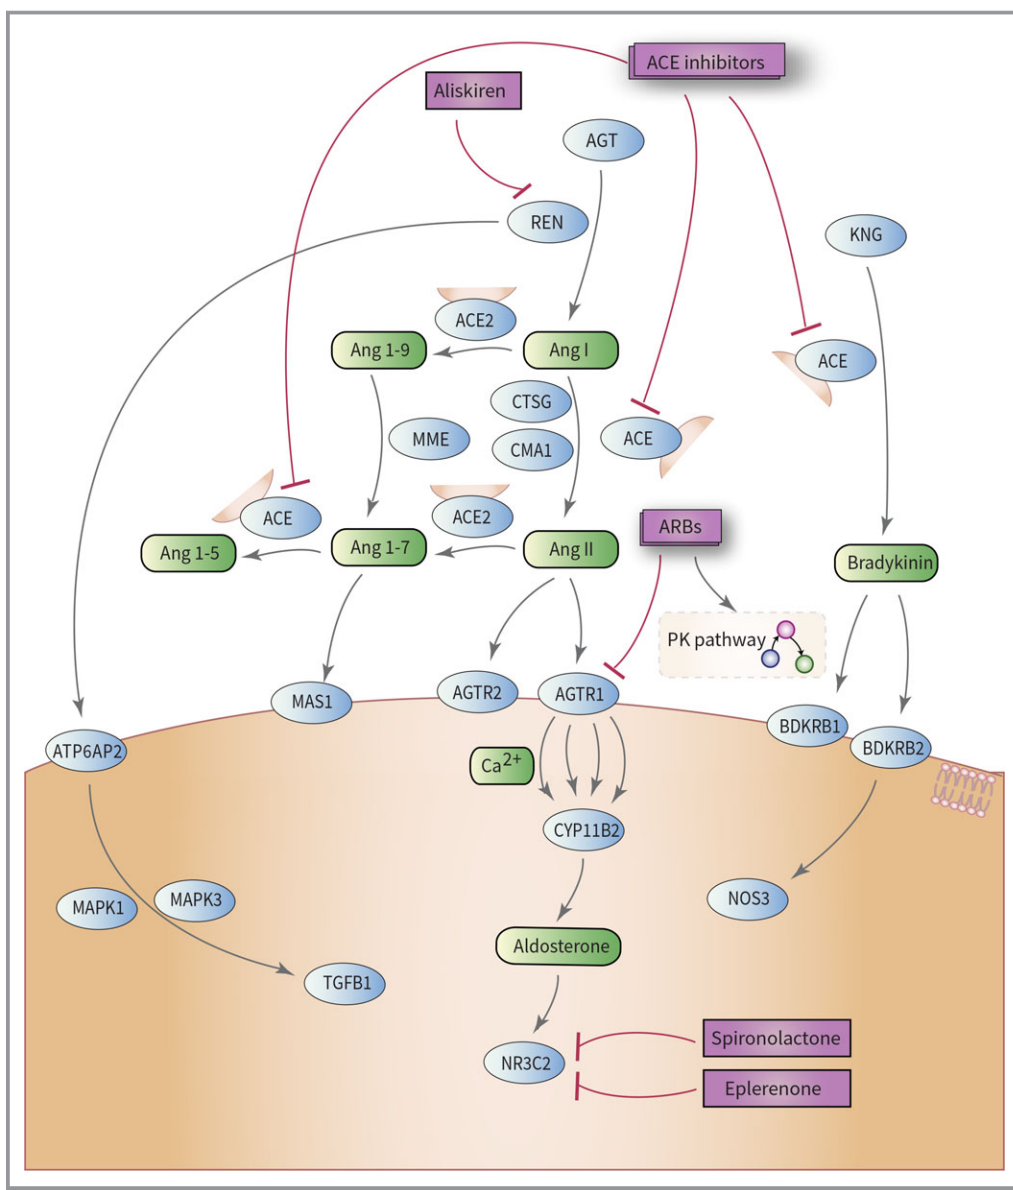 ACE inhibitors
Aliskiren
AGT
REN
KNG
ACE2
Ang 1-9
Ang I
ACE
CTSG
MME
CMA1
ACE
ACE
ACE2
ARBs
Ang 1-5
Ang 1-7
Ang II
Bradykinin
PK pathway
MAS1
AGTR2
AGTR1
BDKRB1
ATP6AP2
BDKRB2
Ca2+
CYP11B2
MAPK1
MAPK3
NOS3
Aldosterone
TGFB1
Spironolactone
NR3C2
Eplerenone